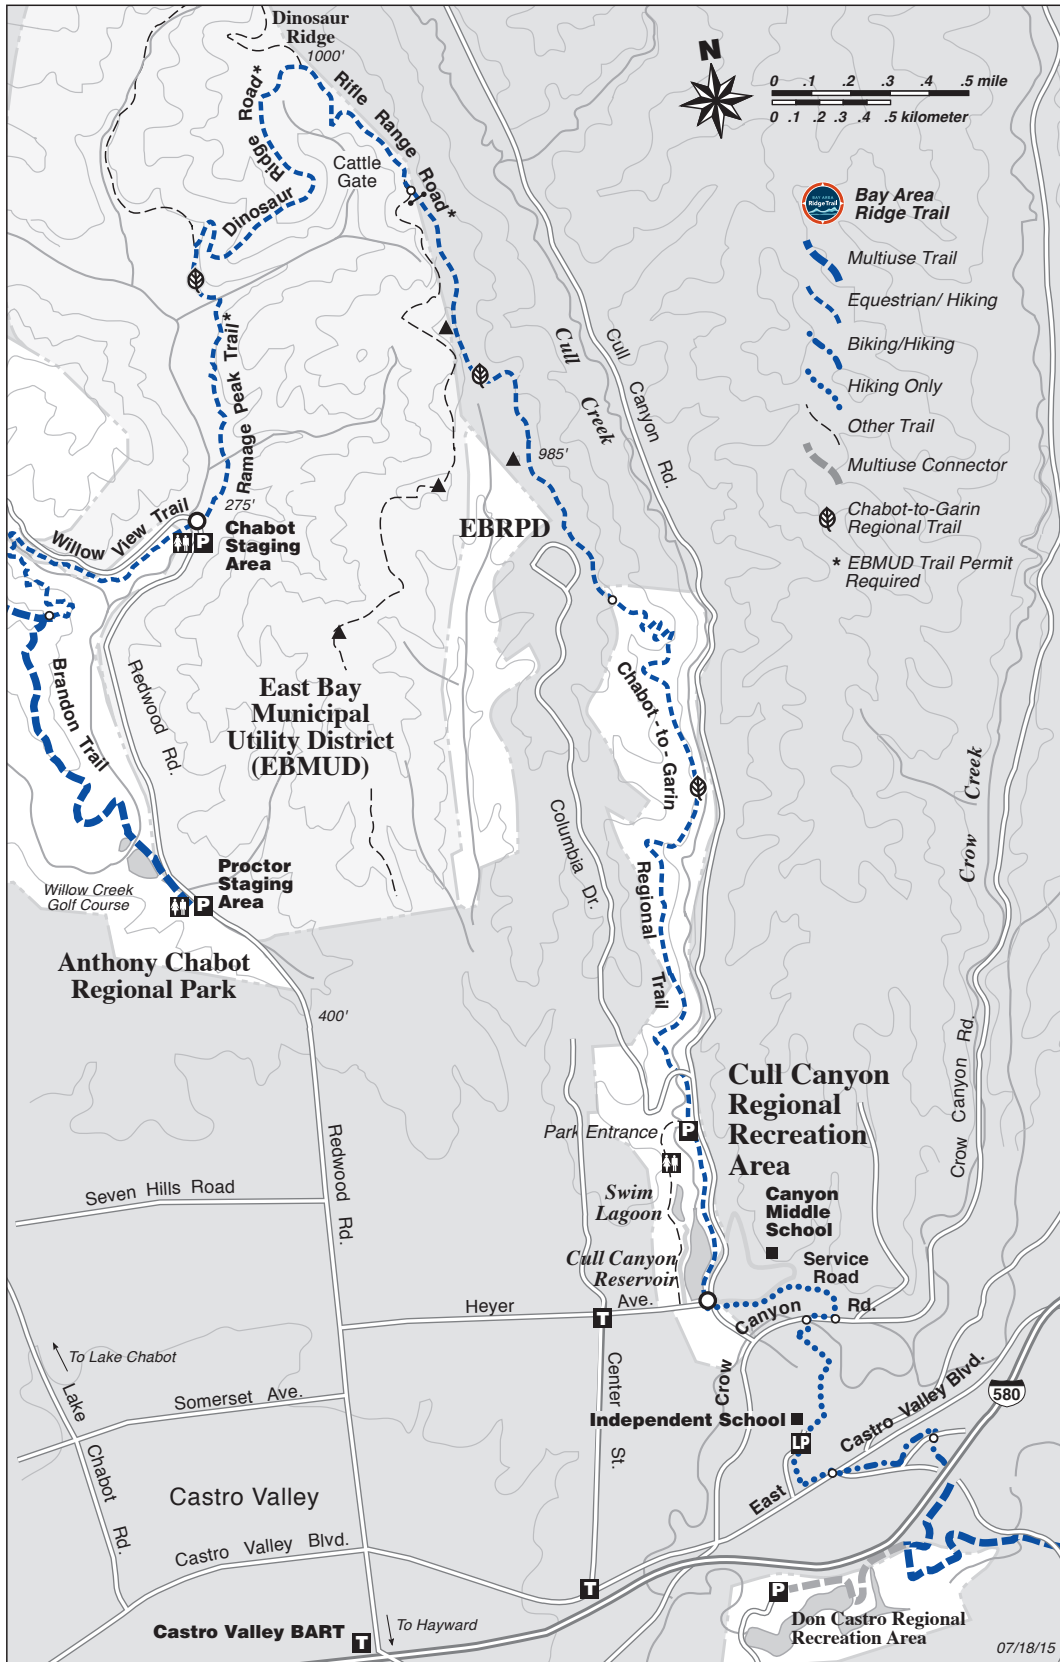 Dinosaur
Ridge
1000'
N
0 .1 .2 .3 .4 .5 mile
0 .1 .2 .3 .4 .5 kilometer
Rifle Range Road*
Dinosaur Ridge Road*
Cattle
Gate
BAY AREA
Ridge Trail
Bay Area
Ridge Trail
Multiuse Trail
Equestrian/ Hiking
Biking/Hiking
Hiking Only
Other Trail
Multiuse Connector
Chabot-to-Garin
Regional Trail
* EBMUD Trail Permit
Required
Ramage Peak Trail*
Cull Creek
Cull Canyon Rd.
985'
275'
Willow View Trail
Chabot
Staging
Area
EBRPD
Brandon Trail
Redwood Rd.
East Bay
Municipal
Utility District
(EBMUD)
Chabot - to - Garin
Regional Trail
Columbia Dr.
Crow Creek
Proctor
Staging
Area
Willow Creek
Golf Course
P
P
Anthony Chabot
Regional Park
400'
Crow Canyon Rd.
Cull Canyon
Regional
Recreation
Area
Park Entrance
P
Redwood Rd.
Seven Hills Road
Swim
Lagoon
Canyon
Middle
School
Cull Canyon
Reservoir
Service
Road
Heyer Ave.
T
Crow Canyon Rd.
To Lake Chabot
Lake Chabot Rd.
Somerset Ave.
Center St.
Independent School
LP
East Castro Valley Blvd.
580
Castro Valley
Castro Valley Blvd.
T
P
Don Castro Regional
Recreation Area
Castro Valley BART
T
To Hayward
07/18/15